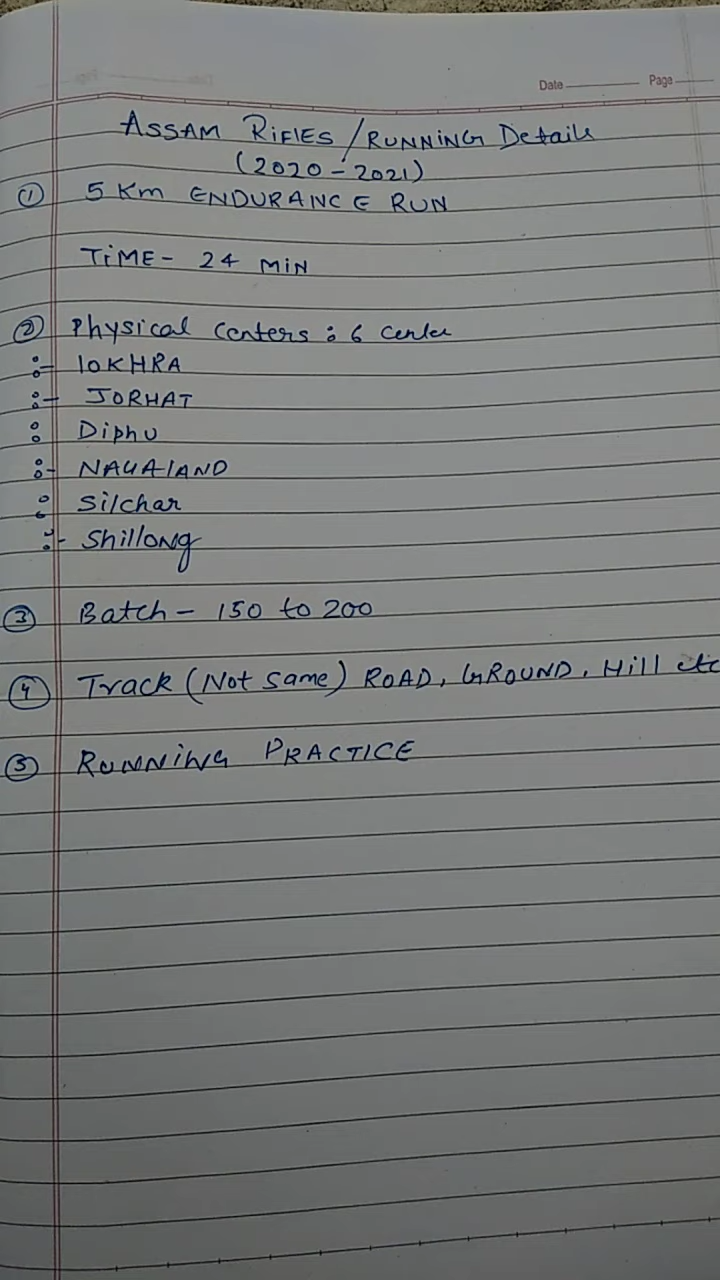 Date Page
ASSAM RiFlES / RUNNING Details
(2020-2021)
① 5 Km ENDURANCE RUN
TiME- 24 MiN
② Physical Centers : 6 Center
:- lOKHRA
:- JORHAT
: Diphu
:- NAGAlAND
: Silchar
:- Shillong
③ Batch - 150 to 200
④ Track (Not same) ROAD, GROUND, Hill etc
⑤ RUNNiNG PRACTICE